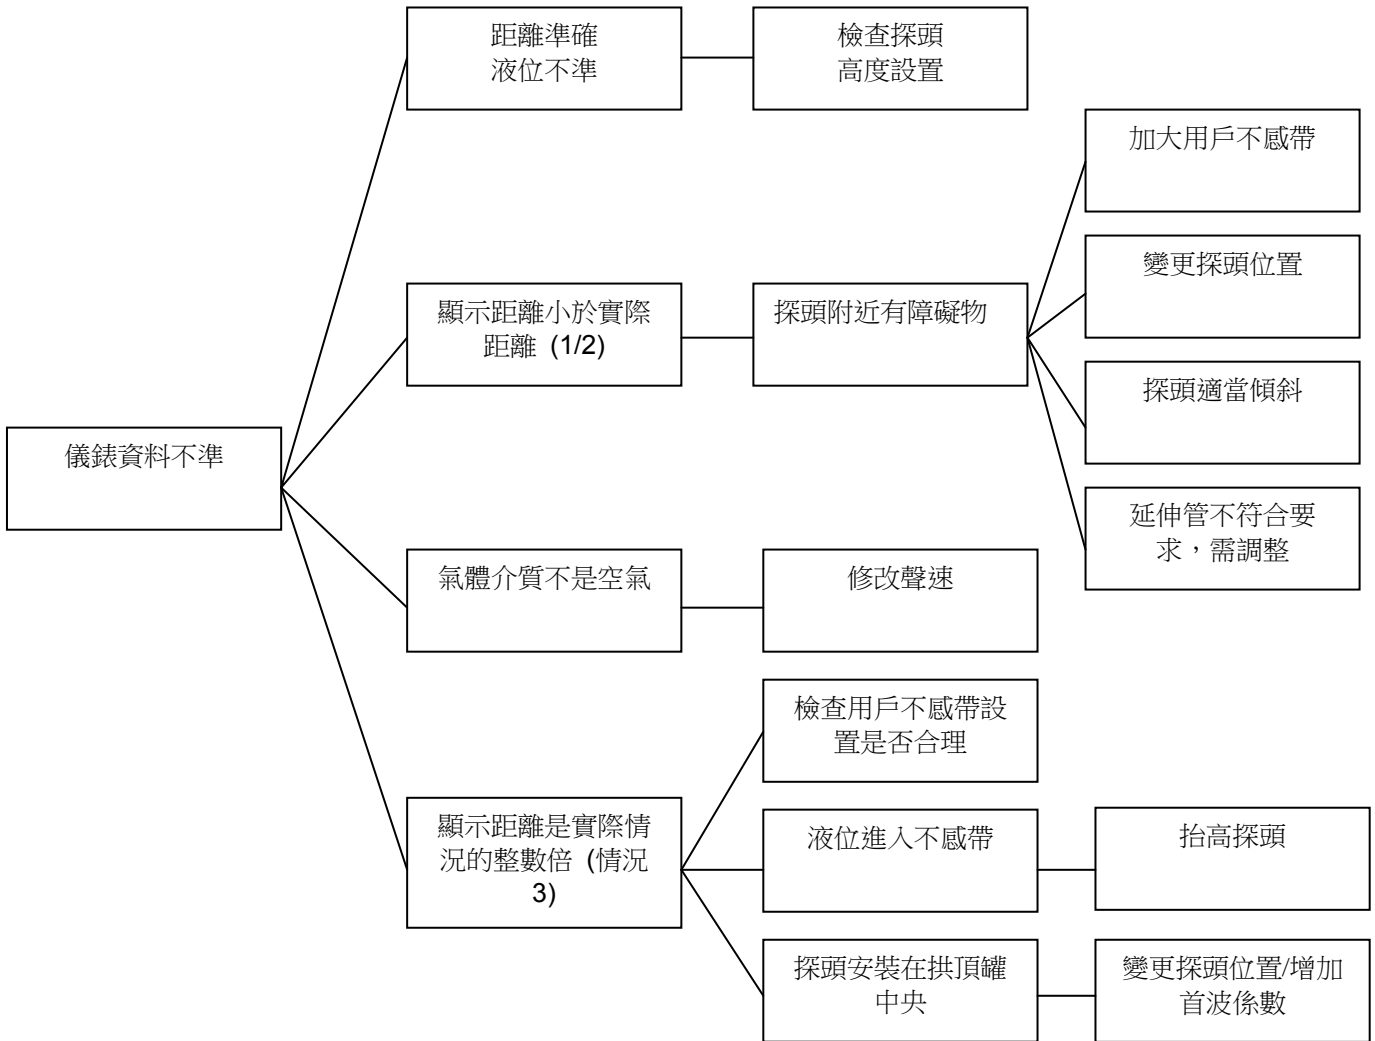 距離準確
液位不準
檢查探頭
高度設置
加大用戶不感帶
變更探頭位置
顯示距離小於實際
距離 (1/2)
探頭附近有障礙物
探頭適當傾斜
儀錶資料不準
延伸管不符合要
求，需調整
氣體介質不是空氣
修改聲速
檢查用戶不感帶設
置是否合理
顯示距離是實際情
況的整數倍 (情況
3)
液位進入不感帶
抬高探頭
探頭安裝在拱頂罐
中央
變更探頭位置/增加
首波係數